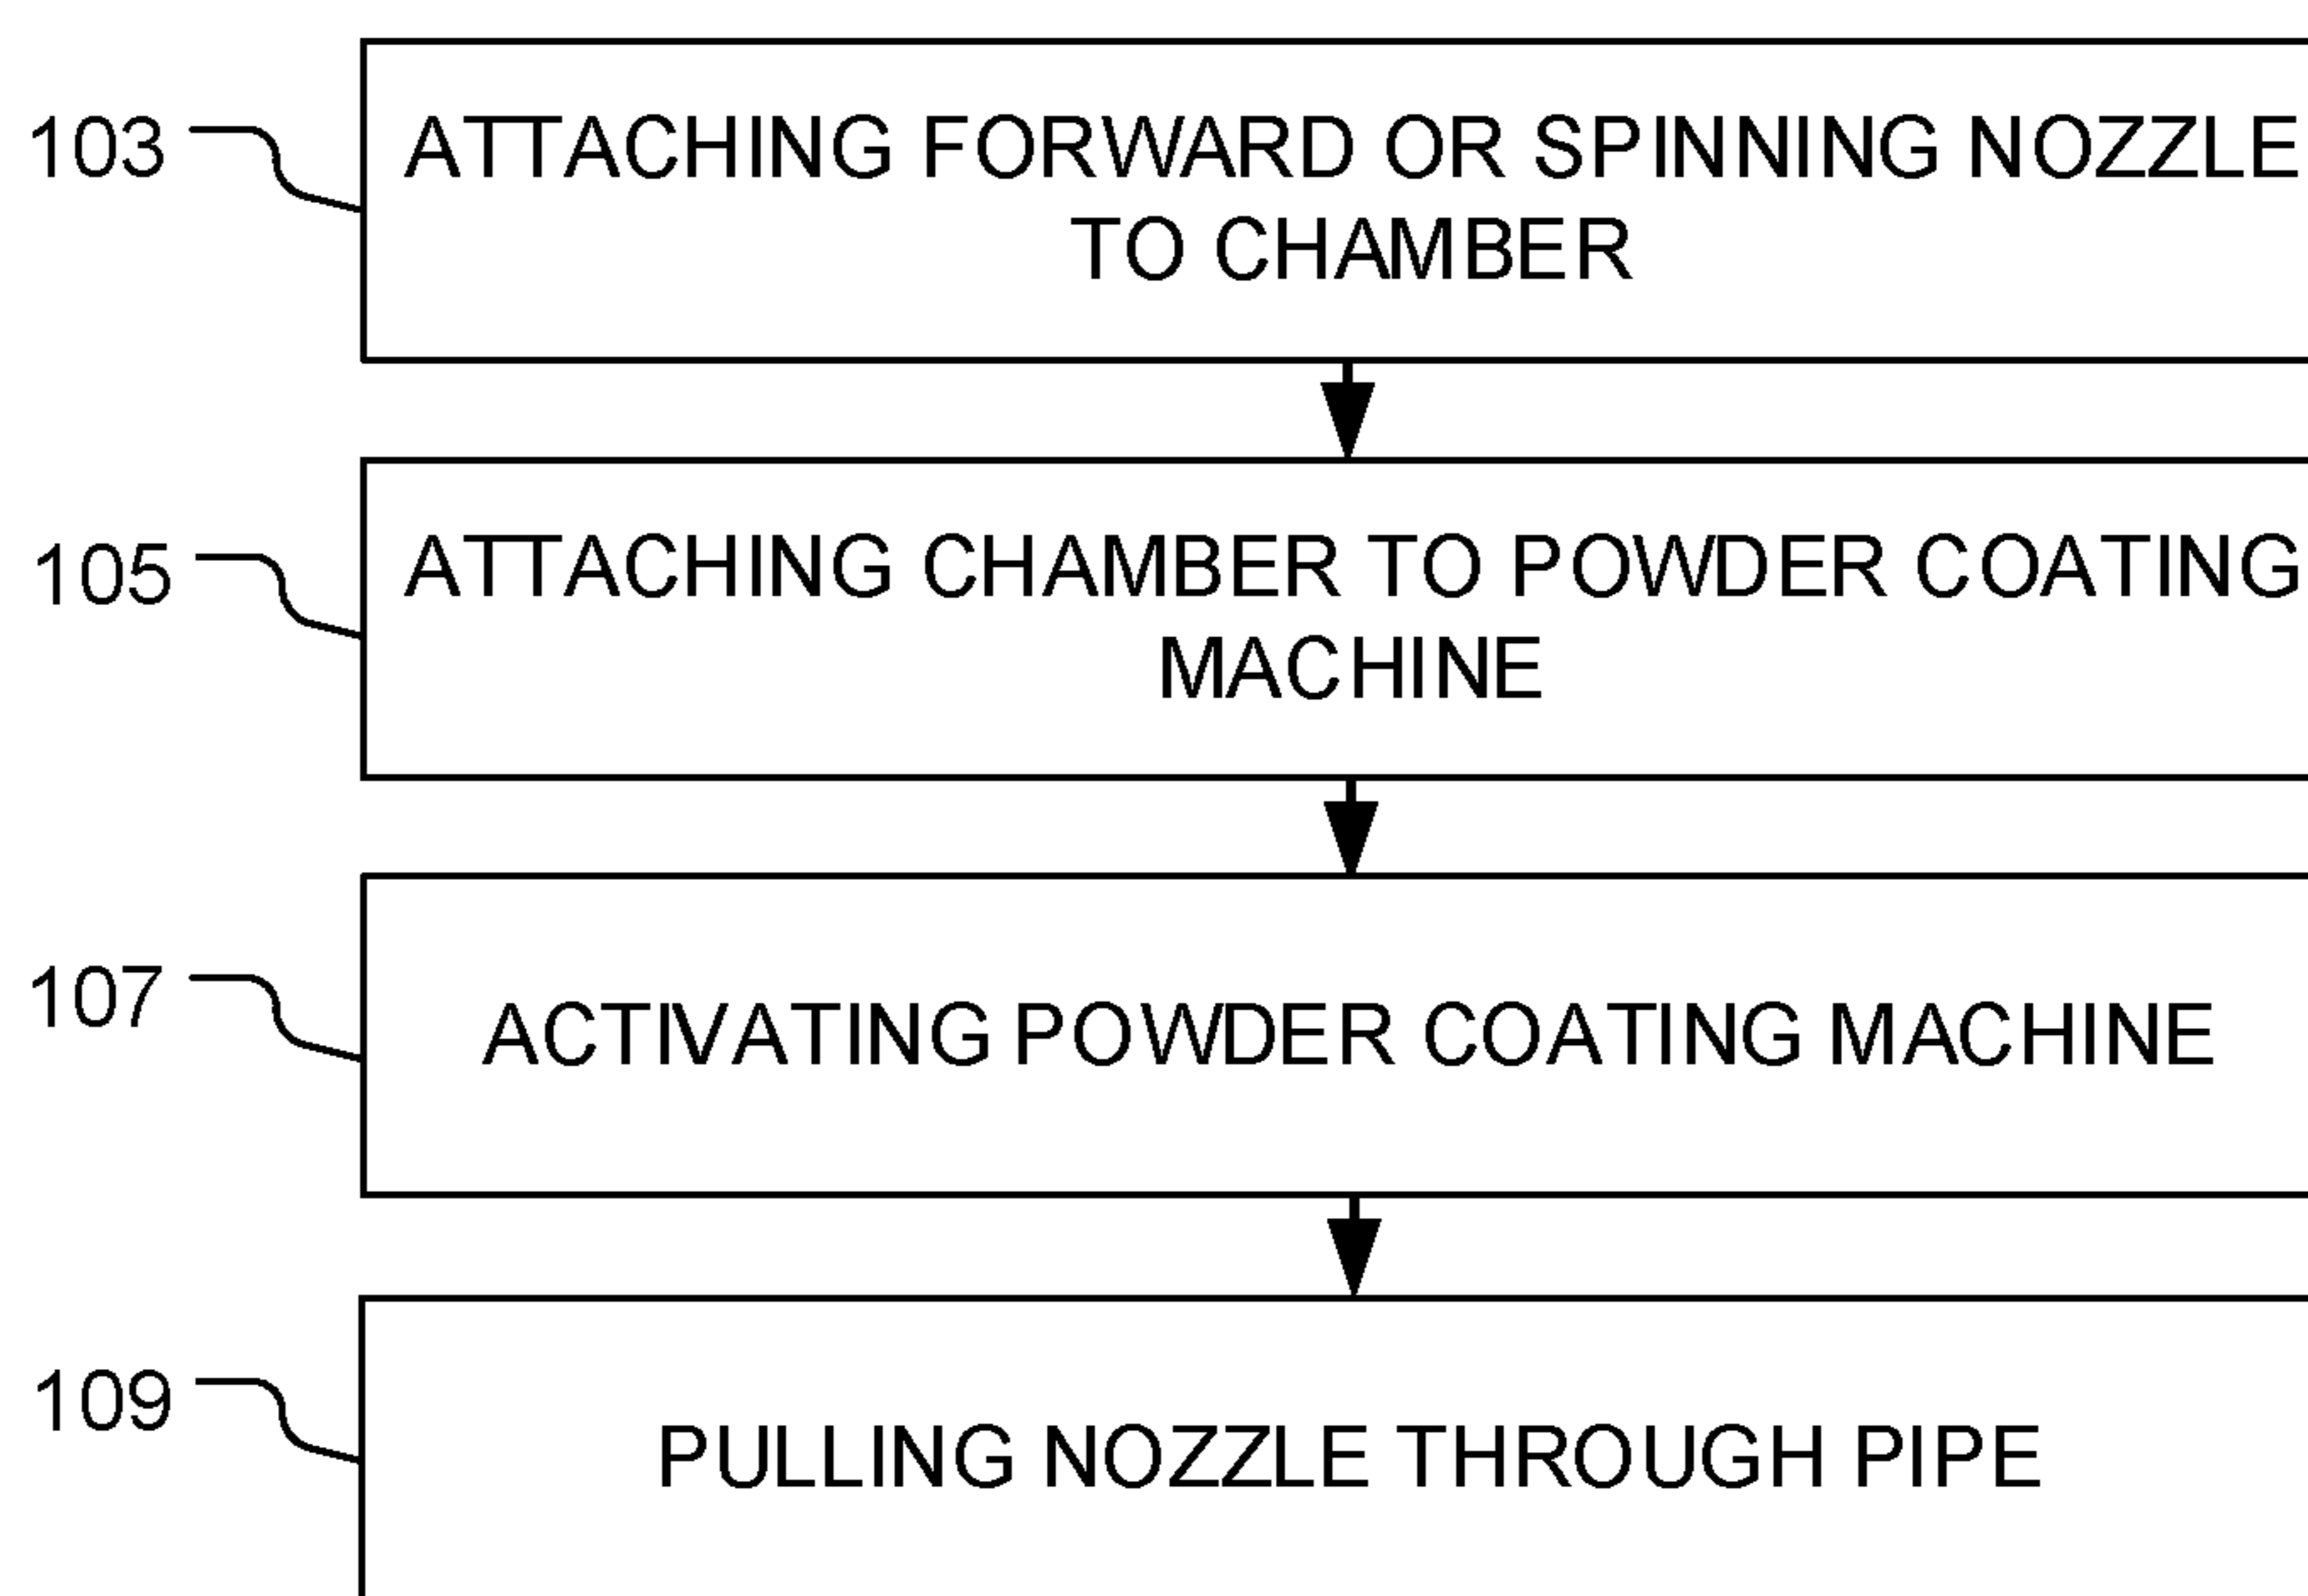 103
ATTACHING FORWARD OR SPINNING NOZZLE
TO CHAMBER
105
ATTACHING CHAMBER TO POWDER COATING
MACHINE
107
ACTIVATING POWDER COATING MACHINE
109
PULLING NOZZLE THROUGH PIPE